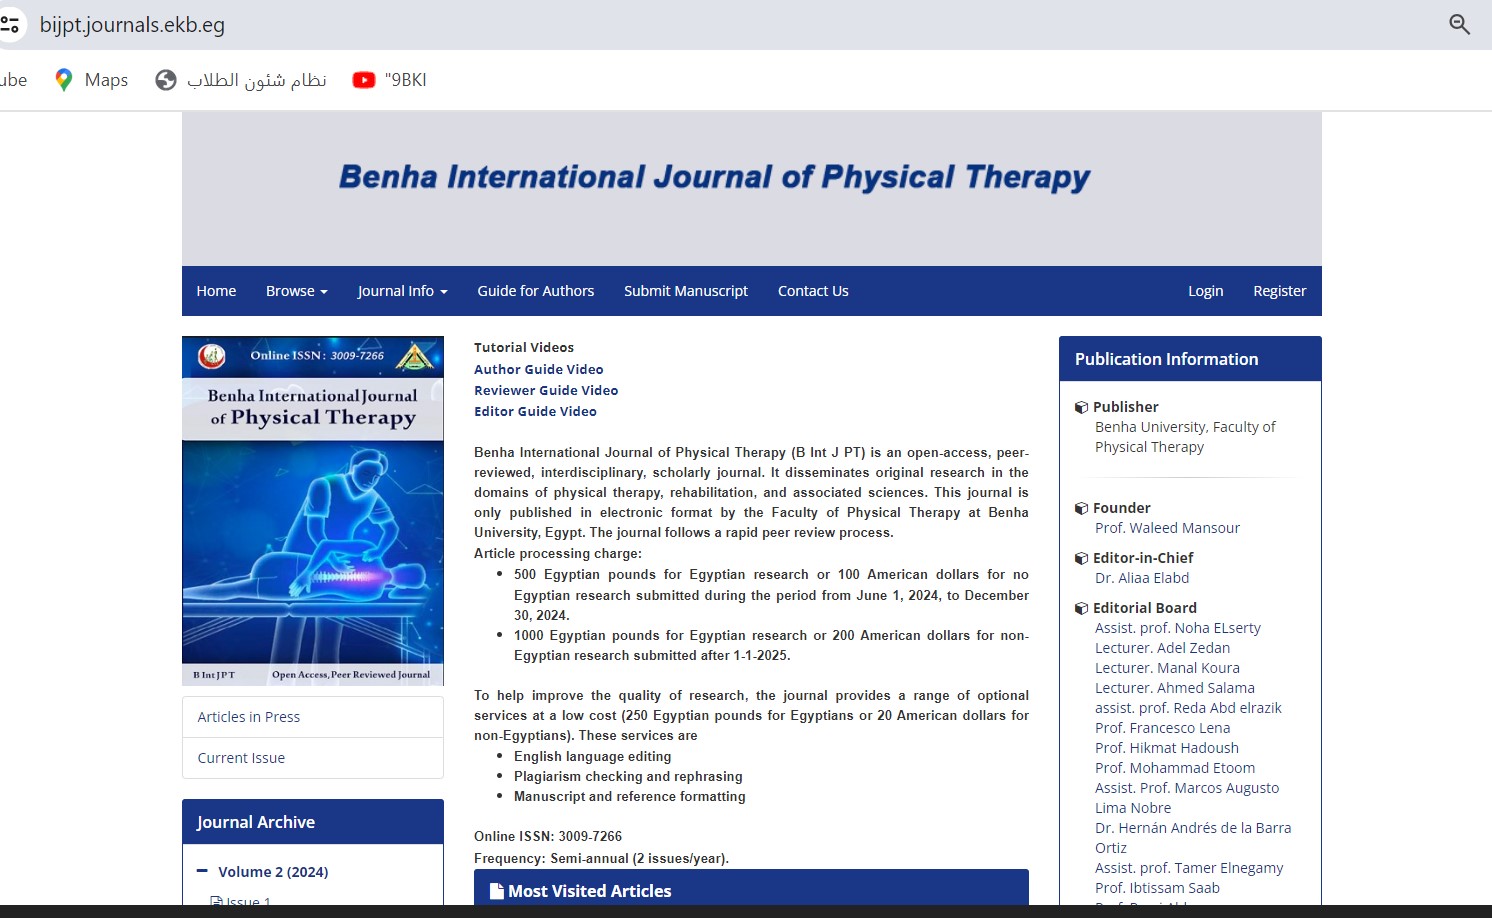 bijpt.journals.ekb.eg
ube
Maps
نظام شئون الطلاب
"9BKI
Benha International Journal of Physical Therapy
Home
Browse
Journal Info
Guide for Authors
Submit Manuscript
Contact Us
Login
Register
Online ISSN : 3009-7266
Benha International Journal
of Physical Therapy
B Int J P T
Open Access, Peer Reviewed Journal
Articles in Press
Current Issue
Journal Archive
Volume 2 (2024)
Issue 1
Tutorial Videos
Author Guide Video
Reviewer Guide Video
Editor Guide Video
Benha International Journal of Physical Therapy (B Int J PT) is an open-access, peer-
reviewed, interdisciplinary, scholarly journal. It disseminates original research in the
domains of physical therapy, rehabilitation, and associated sciences. This journal is
only published in electronic format by the Faculty of Physical Therapy at Benha
University, Egypt. The journal follows a rapid peer review process.
Article processing charge:
• 500 Egyptian pounds for Egyptian research or 100 American dollars for no
Egyptian research submitted during the period from June 1, 2024, to December
30, 2024.
• 1000 Egyptian pounds for Egyptian research or 200 American dollars for non-
Egyptian research submitted after 1-1-2025.
To help improve the quality of research, the journal provides a range of optional
services at a low cost (250 Egyptian pounds for Egyptians or 20 American dollars for
non-Egyptians). These services are
• English language editing
• Plagiarism checking and rephrasing
• Manuscript and reference formatting
Online ISSN: 3009-7266
Frequency: Semi-annual (2 issues/year).
Most Visited Articles
Publication Information
Publisher
Benha University, Faculty of
Physical Therapy
Founder
Prof. Waleed Mansour
Editor-in-Chief
Dr. Aliaa Elabd
Editorial Board
Assist. prof. Noha ELserty
Lecturer. Adel Zedan
Lecturer. Manal Koura
Lecturer. Ahmed Salama
assist. prof. Reda Abd elrazik
Prof. Francesco Lena
Prof. Hikmat Hadoush
Prof. Mohammad Etoom
Assist. Prof. Marcos Augusto
Lima Nobre
Dr. Hernán Andrés de la Barra
Ortiz
Assist. prof. Tamer Elnegamy
Prof. Ibtissam Saab